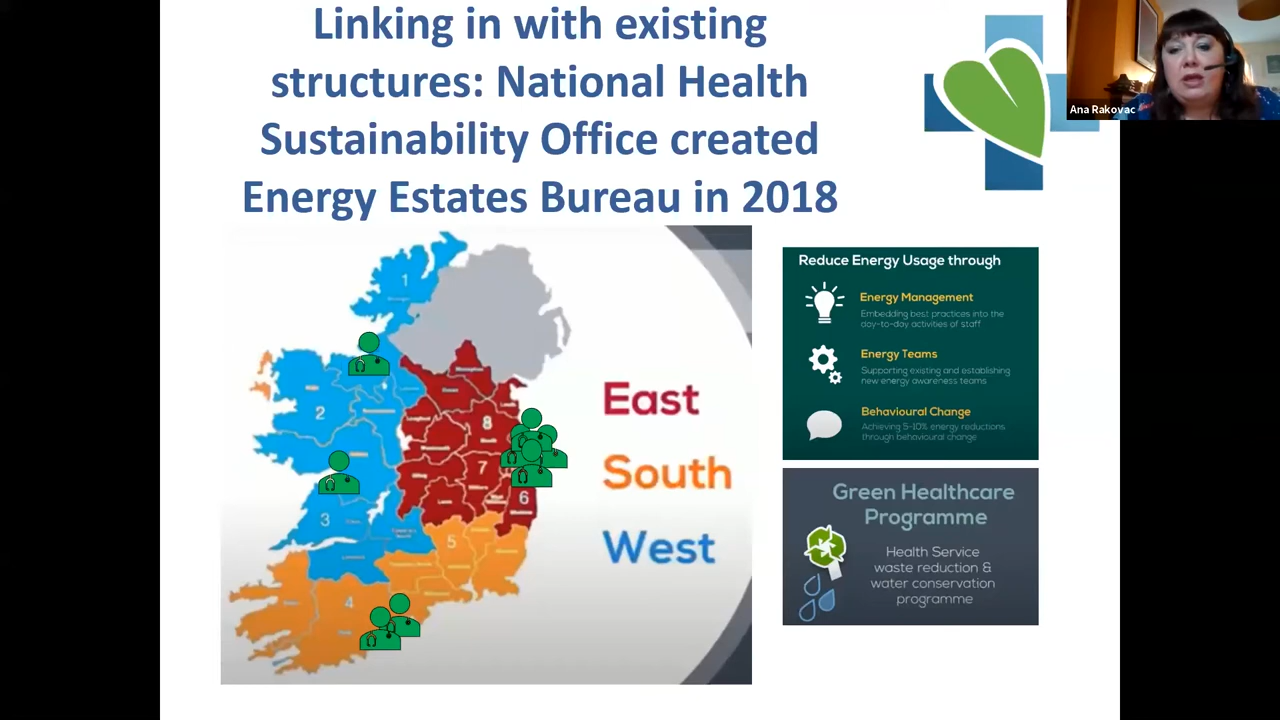 Linking in with existing
structures: National Health
Sustainability Office created
Energy Estates Bureau in 2018
Ana Rakovac
1
2
3
4
5
6
7
8
East
South
West
Reduce Energy Usage through
Energy Management
Embedding best practices into the
day-to-day activities of staff
Energy Teams
Supporting existing and establishing
new energy awareness teams
Behavioural Change
Achieving 5-10% energy reductions
through behavioural change
Green Healthcare
Programme
Health Service
waste reduction &
water conservation
programme